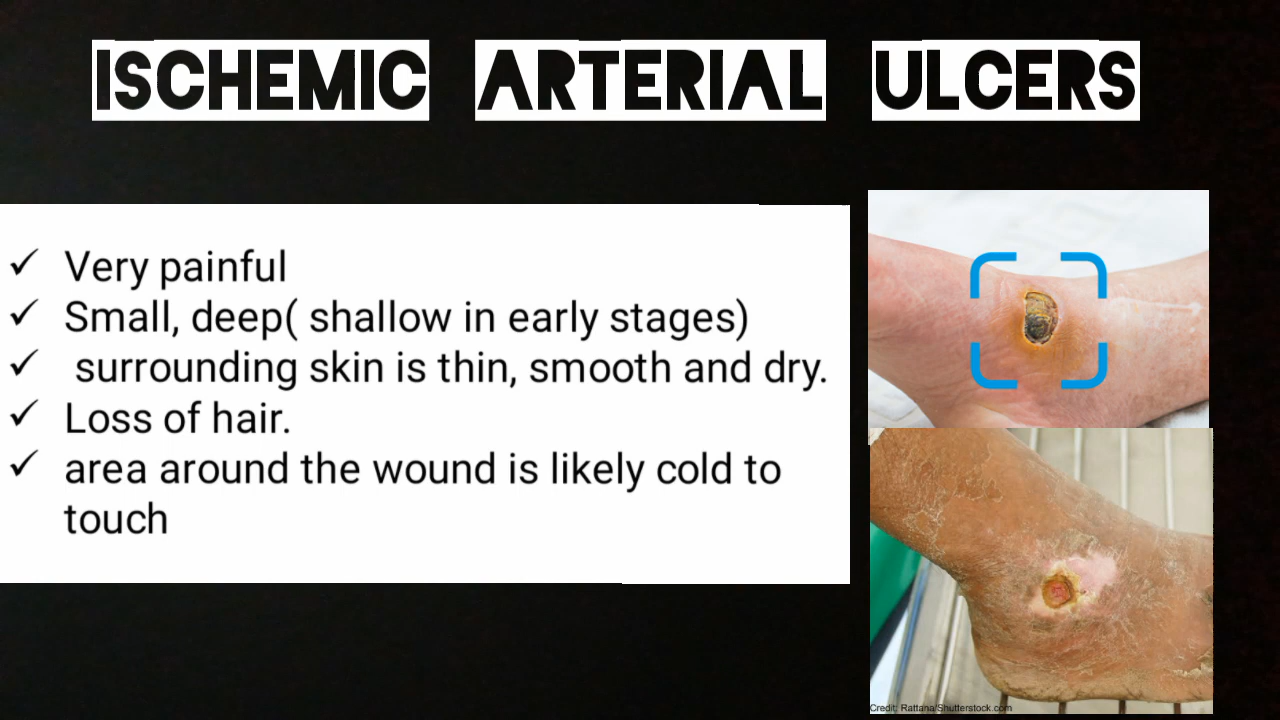 ISCHEMIC ARTERIAL ULCERS
✓ Very painful
✓ Small, deep( shallow in early stages)
✓ surrounding skin is thin, smooth and dry.
✓ Loss of hair.
✓ area around the wound is likely cold to
touch
Credit: Rattana/Shutterstock.com